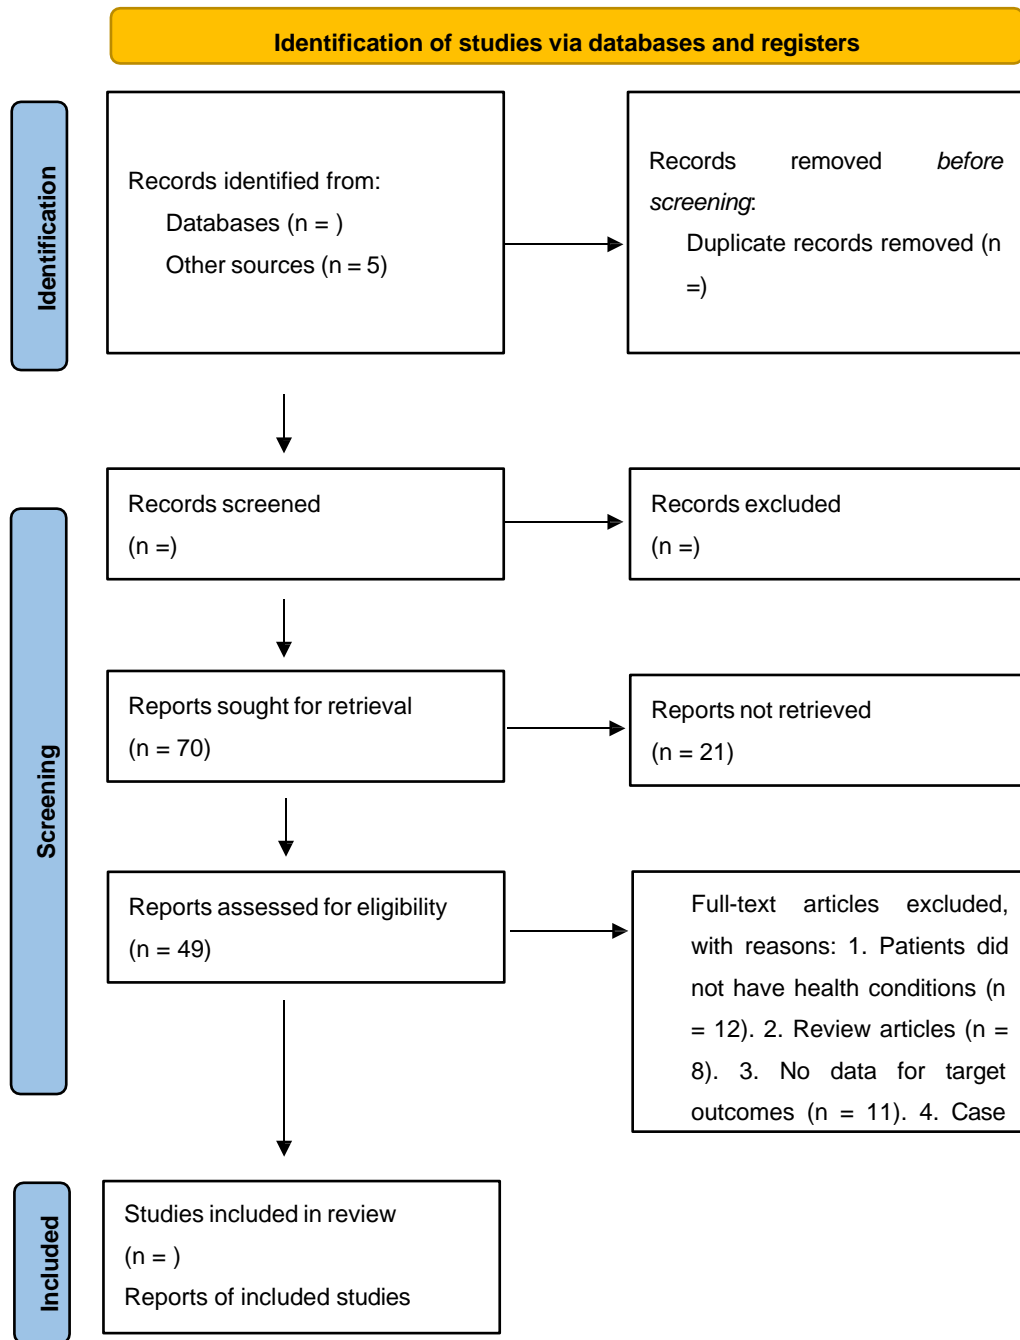 Identification of studies via databases and registers
Identification
Records identified from:
Databases (n = )
Other sources (n = 5)
Records removed before
screening:
Duplicate records removed (n
=)
Screening
Records screened
(n =)
Records excluded
(n =)
Reports sought for retrieval
(n = 70)
Reports not retrieved
(n = 21)
Reports assessed for eligibility
(n = 49)
Full-text articles excluded,
with reasons: 1. Patients did
not have health conditions (n
= 12). 2. Review articles (n =
8). 3. No data for target
outcomes (n = 11). 4. Case
Included
Studies included in review
(n = )
Reports of included studies